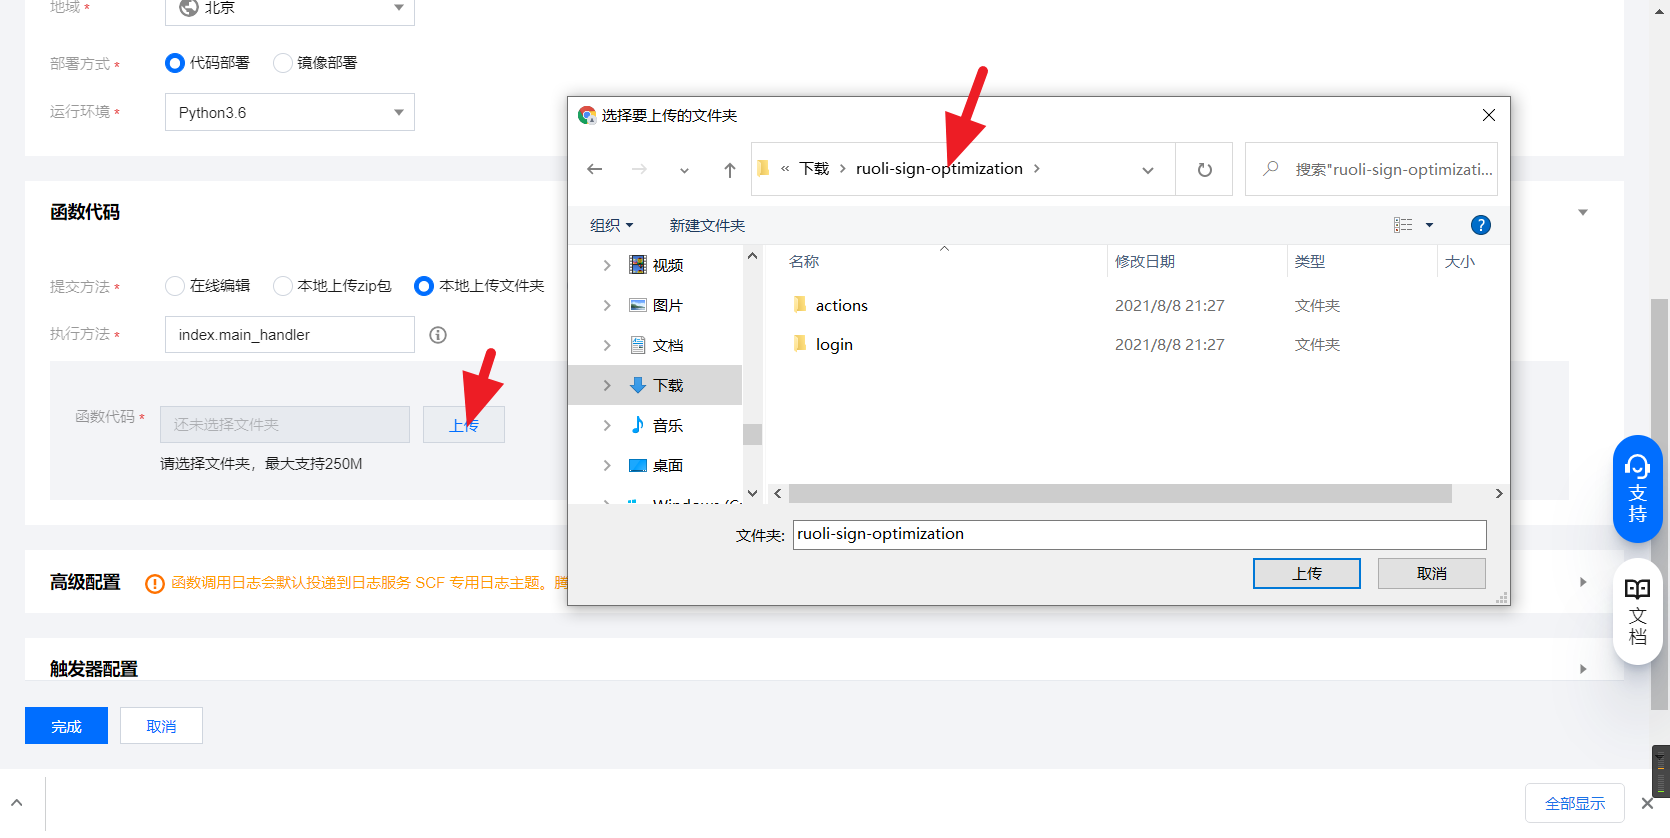 地域 *
北京
部署方式 *
代码部署
镜像部署
运行环境 *
Python3.6
函数代码
提交方法 *
在线编辑
本地上传zip包
本地上传文件夹
执行方法 *
index.main_handler
函数代码 *
还未选择文件夹
上传
请选择文件夹，最大支持250M
高级配置
函数调用日志会默认投递到日志服务 SCF 专用日志主题。腾
触发器配置
完成
取消
选择要上传的文件夹
« 下载 › ruoli-sign-optimization ›
搜索"ruoli-sign-optimizati...
组织
新建文件夹
视频
图片
文档
下载
音乐
桌面
名称
修改日期
类型
大小
actions
2021/8/8 21:27
文件夹
login
2021/8/8 21:27
文件夹
文件夹:
ruoli-sign-optimization
上传
取消
支持
文档
全部显示